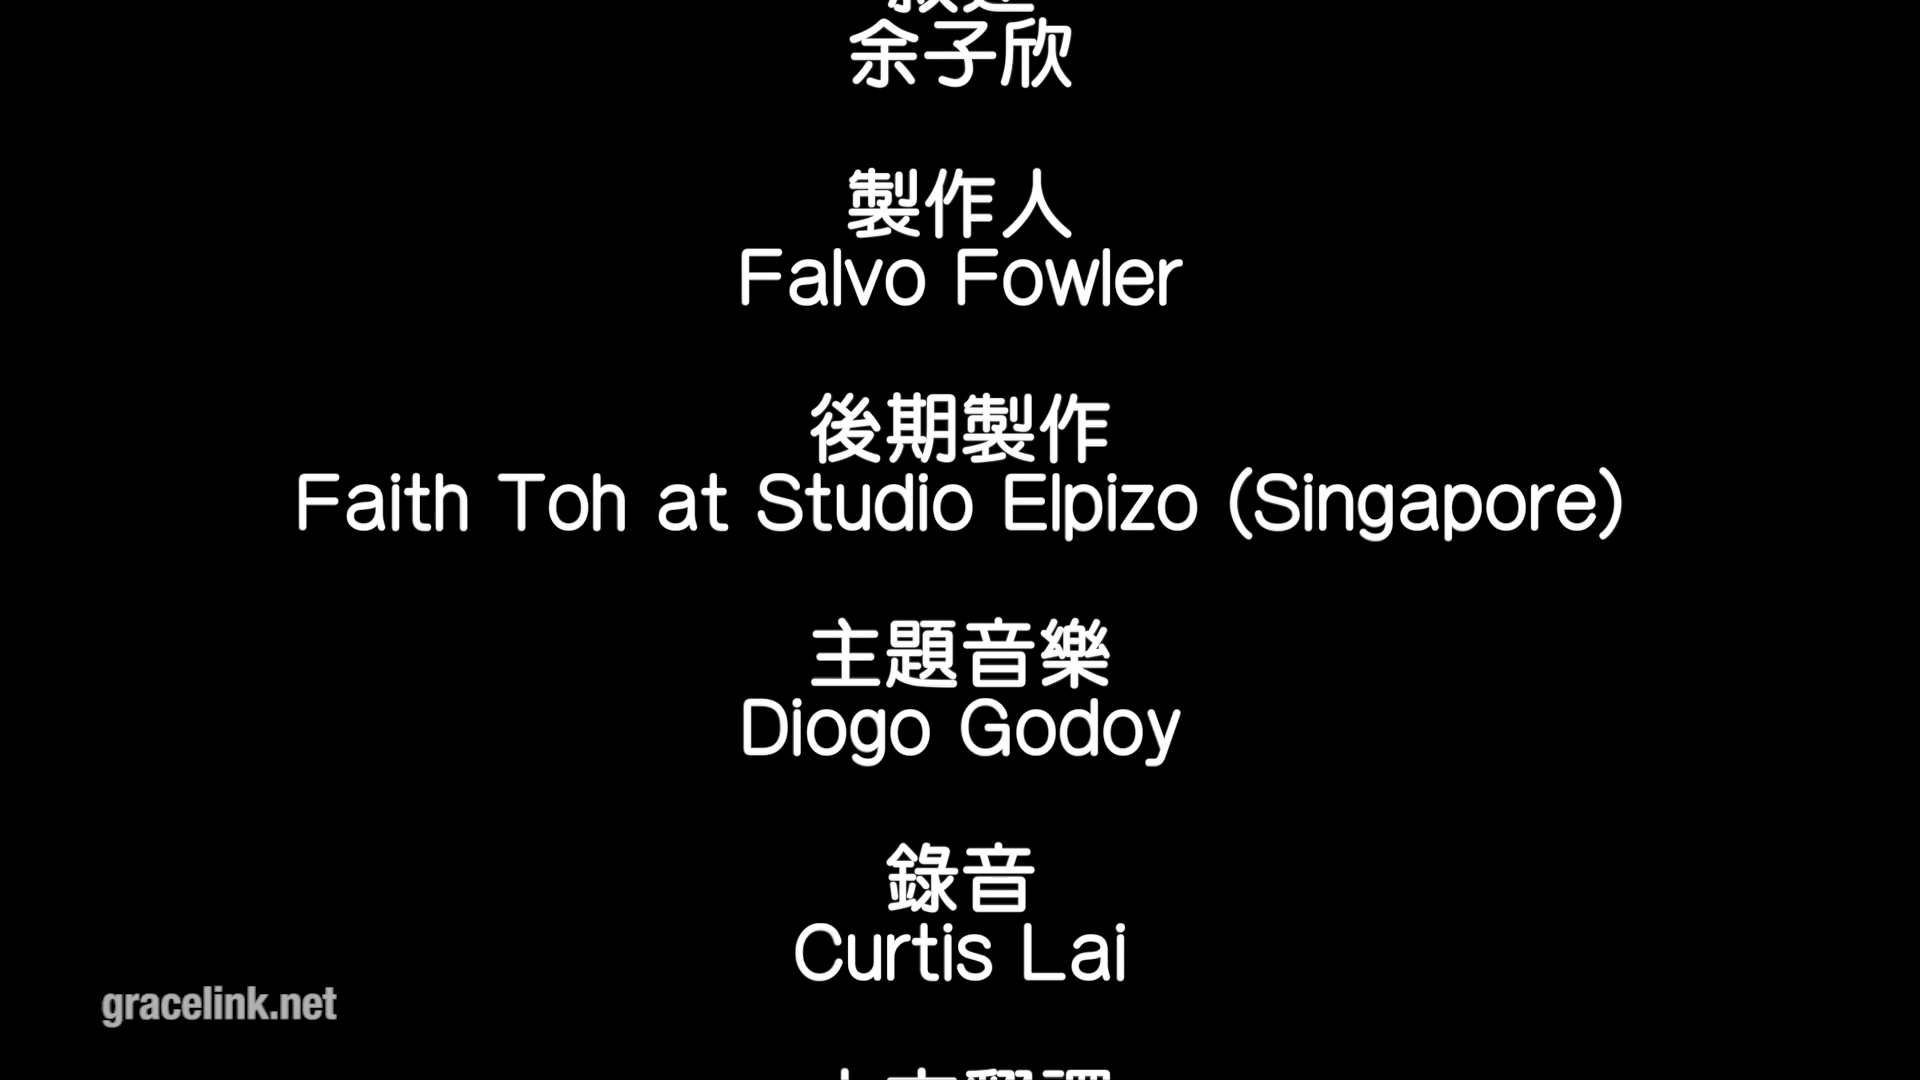 余子欣
製作人
Falvo Fowler
後期製作
Faith Toh at Studio Elpizo (Singapore)
主題音樂
Diogo Godoy
錄音
Curtis Lai
gracelink.net